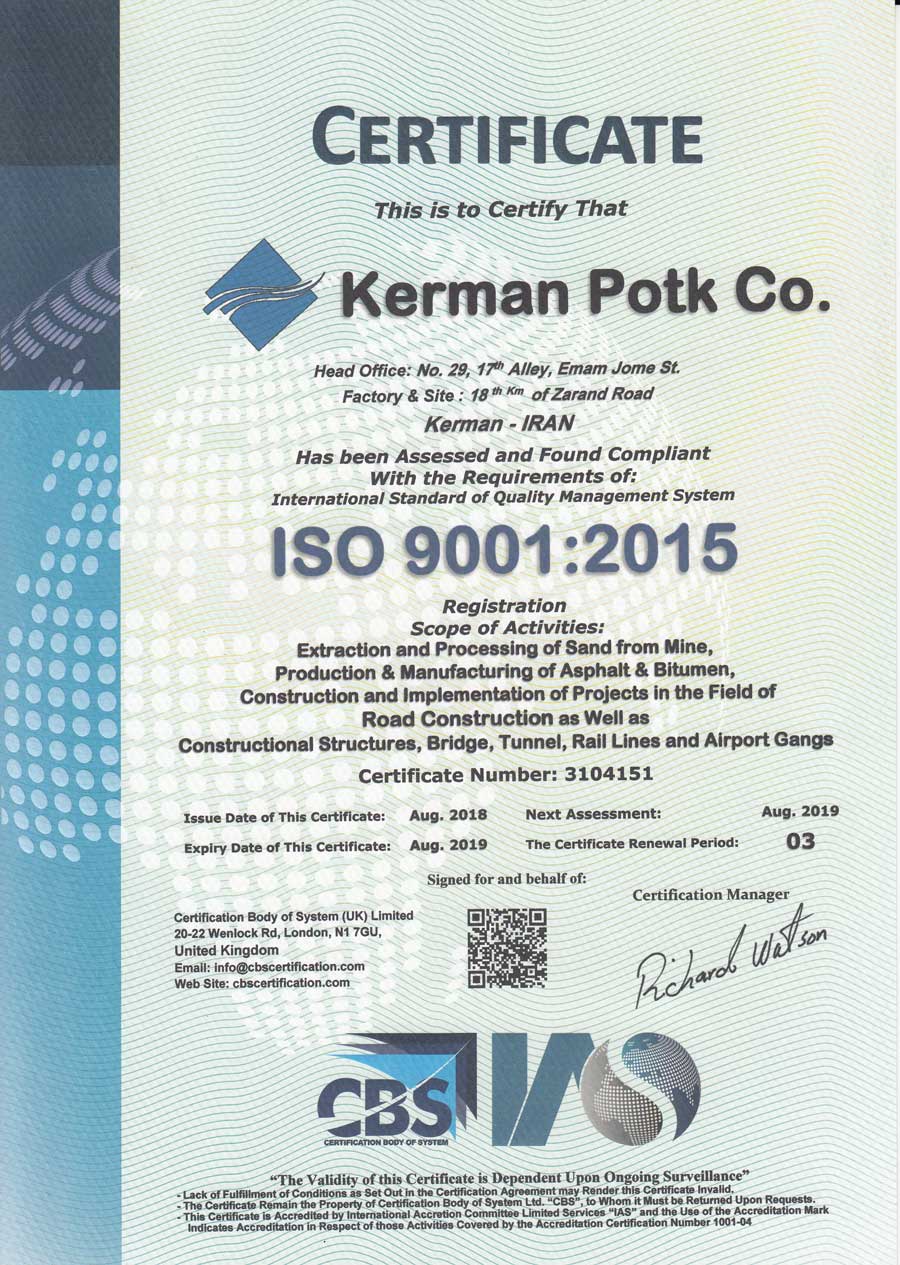 CERTIFICATE
This is to Certify That
Kerman Potk Co.
Head Office: No. 29, 17th Alley, Emam Jome St.
Factory & Site : 18 th Km of Zarand Road
Kerman - IRAN
Has been Assessed and Found Compliant
With the Requirements of:
International Standard of Quality Management System
ISO 9001:2015
Registration
Scope of Activities:
Extraction and Processing of Sand from Mine,
Production & Manufacturing of Asphalt & Bitumen,
Construction and Implementation of Projects in the Field of
Road Construction as Well as
Constructional Structures, Bridge, Tunnel, Rail Lines and Airport Gangs
Certificate Number: 3104151
Issue Date of This Certificate: Aug. 2018 Next Assessment: Aug. 2019
Expiry Date of This Certificate: Aug. 2019 The Certificate Renewal Period: 03
Signed for and behalf of:
Certification Manager
Certification Body of System (UK) Limited
20-22 Wenlock Rd, London, N1 7GU,
United Kingdom
Email: info@cbscertification.com
Web Site: cbscertification.com
Richard Watson
CBS
CERTIFICATION BODY OF SYSTEM
IAS
"The Validity of this Certificate is Dependent Upon Ongoing Surveillance"
- Lack of Fulfillment of Conditions as Set Out in the Certification Agreement may Render this Certificate Invalid.
- The Certificate Remain the Property of Certification Body of System Ltd. "CBS", to Whom it Must be Returned Upon Requests.
- This Certificate is Accredited by International Accretion Committee Limited Services "IAS" and the Use of the Accreditation Mark
Indicates Accreditation in Respect of those Activities Covered by the Accreditation Certification Number 1001-04